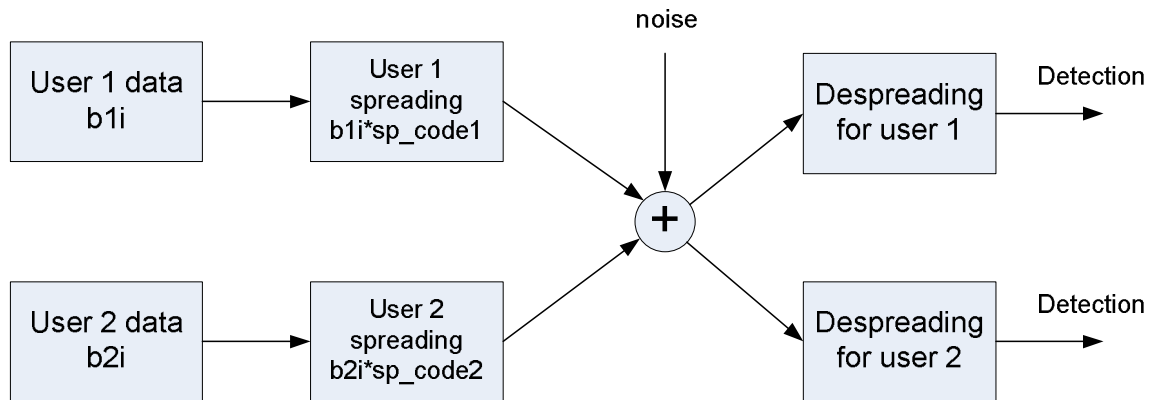 noise
User 1 data
b1i
User 1
spreading
b1i*sp_code1
Despreading
for user 1
Detection
+
User 2 data
b2i
User 2
spreading
b2i*sp_code2
Despreading
for user 2
Detection